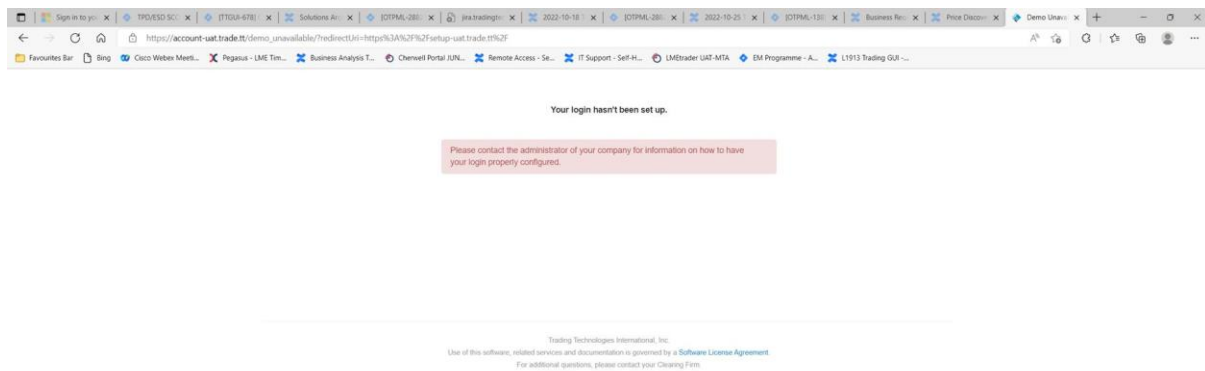 Sign in to you
TPD/ESD SCC
[TTGUI-678] (
Solutions Arc
[OTPML-280
jira.tradingtec
2022-10-18 T
[OTPML-280
2022-10-25 T
[OTPML-138
Business Req
Price Discove
Demo Unava
https://account-uat.trade.tt/demo_unavailable/?redirectUri=https%3A%2F%2Fsetup-uat.trade.tt%2F
Favourites Bar
Bing
Cisco Webex Meeti...
Pegasus - LME Tim...
Business Analysis T...
Cherwell Portal JUN...
Remote Access - Se...
IT Support - Self-H...
LMEtrader UAT-MTA
EM Programme - A...
L1913 Trading GUI -...
Your login hasn't been set up.
Please contact the administrator of your company for information on how to have
your login properly configured.
Trading Technologies International, Inc.
Use of this software, related services and documentation is governed by a Software License Agreement
For additional questions, please contact your Clearing Firm